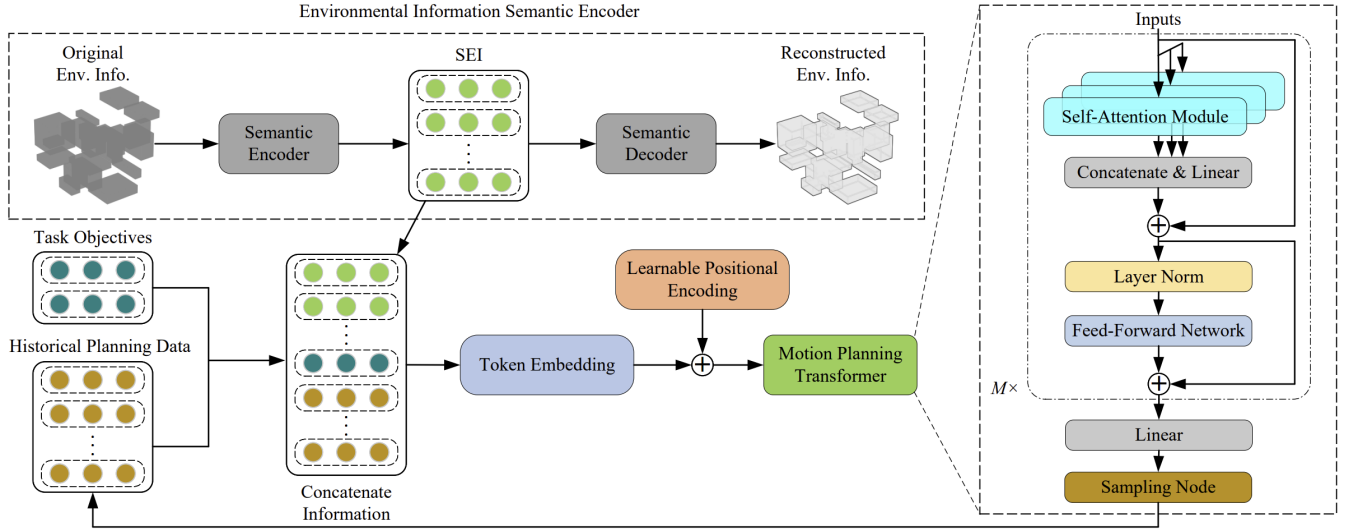 Environmental Information Semantic Encoder
Original
Env. Info.
Semantic
Encoder
SEI
Semantic
Decoder
Reconstructed
Env. Info.
Task Objectives
Historical Planning Data
Concatenate
Information
Token Embedding
Learnable Positional
Encoding
Motion Planning
Transformer
Inputs
Self-Attention Module
Concatenate & Linear
Layer Norm
Feed-Forward Network
M×
Linear
Sampling Node